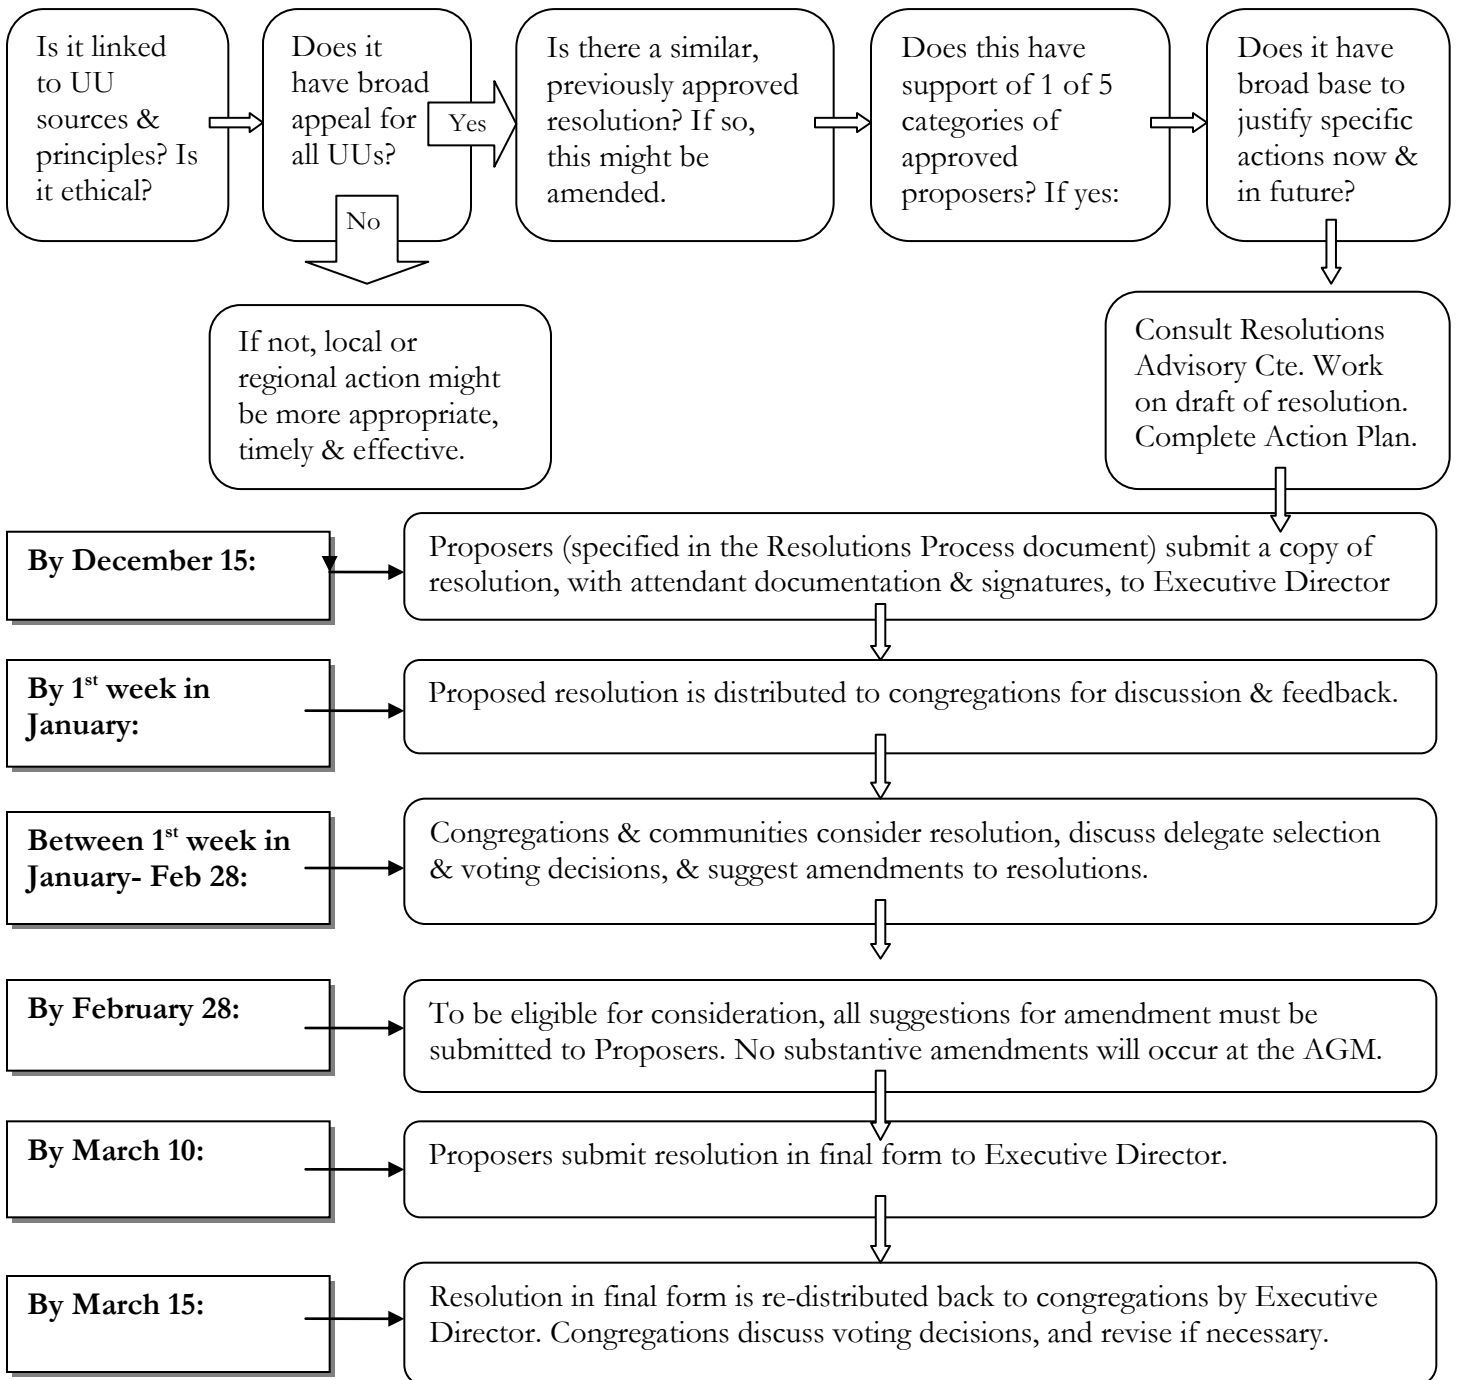 Is it linked
to UU
sources &
principles? Is
it ethical?
Does it
have broad
appeal for
all UUs?
Yes
No
Is there a similar,
previously approved
resolution? If so,
this might be
amended.
Does this have
support of 1 of 5
categories of
approved
proposers? If yes:
Does it have
broad base to
justify specific
actions now &
in future?
If not, local or
regional action might
be more appropriate,
timely & effective.
Consult Resolutions
Advisory Cte. Work
on draft of resolution.
Complete Action Plan.
By December 15:
Proposers (specified in the Resolutions Process document) submit a copy of
resolution, with attendant documentation & signatures, to Executive Director
By 1st week in
January:
Proposed resolution is distributed to congregations for discussion & feedback.
Between 1st week in
January- Feb 28:
Congregations & communities consider resolution, discuss delegate selection
& voting decisions, & suggest amendments to resolutions.
By February 28:
To be eligible for consideration, all suggestions for amendment must be
submitted to Proposers. No substantive amendments will occur at the AGM.
By March 10:
Proposers submit resolution in final form to Executive Director.
By March 15:
Resolution in final form is re-distributed back to congregations by Executive
Director. Congregations discuss voting decisions, and revise if necessary.